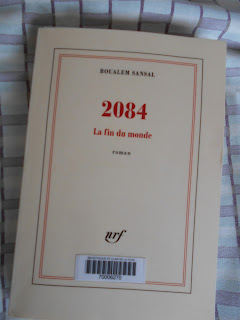 BOUALEM SANSAL
2084
La fin du monde
roman
nrf